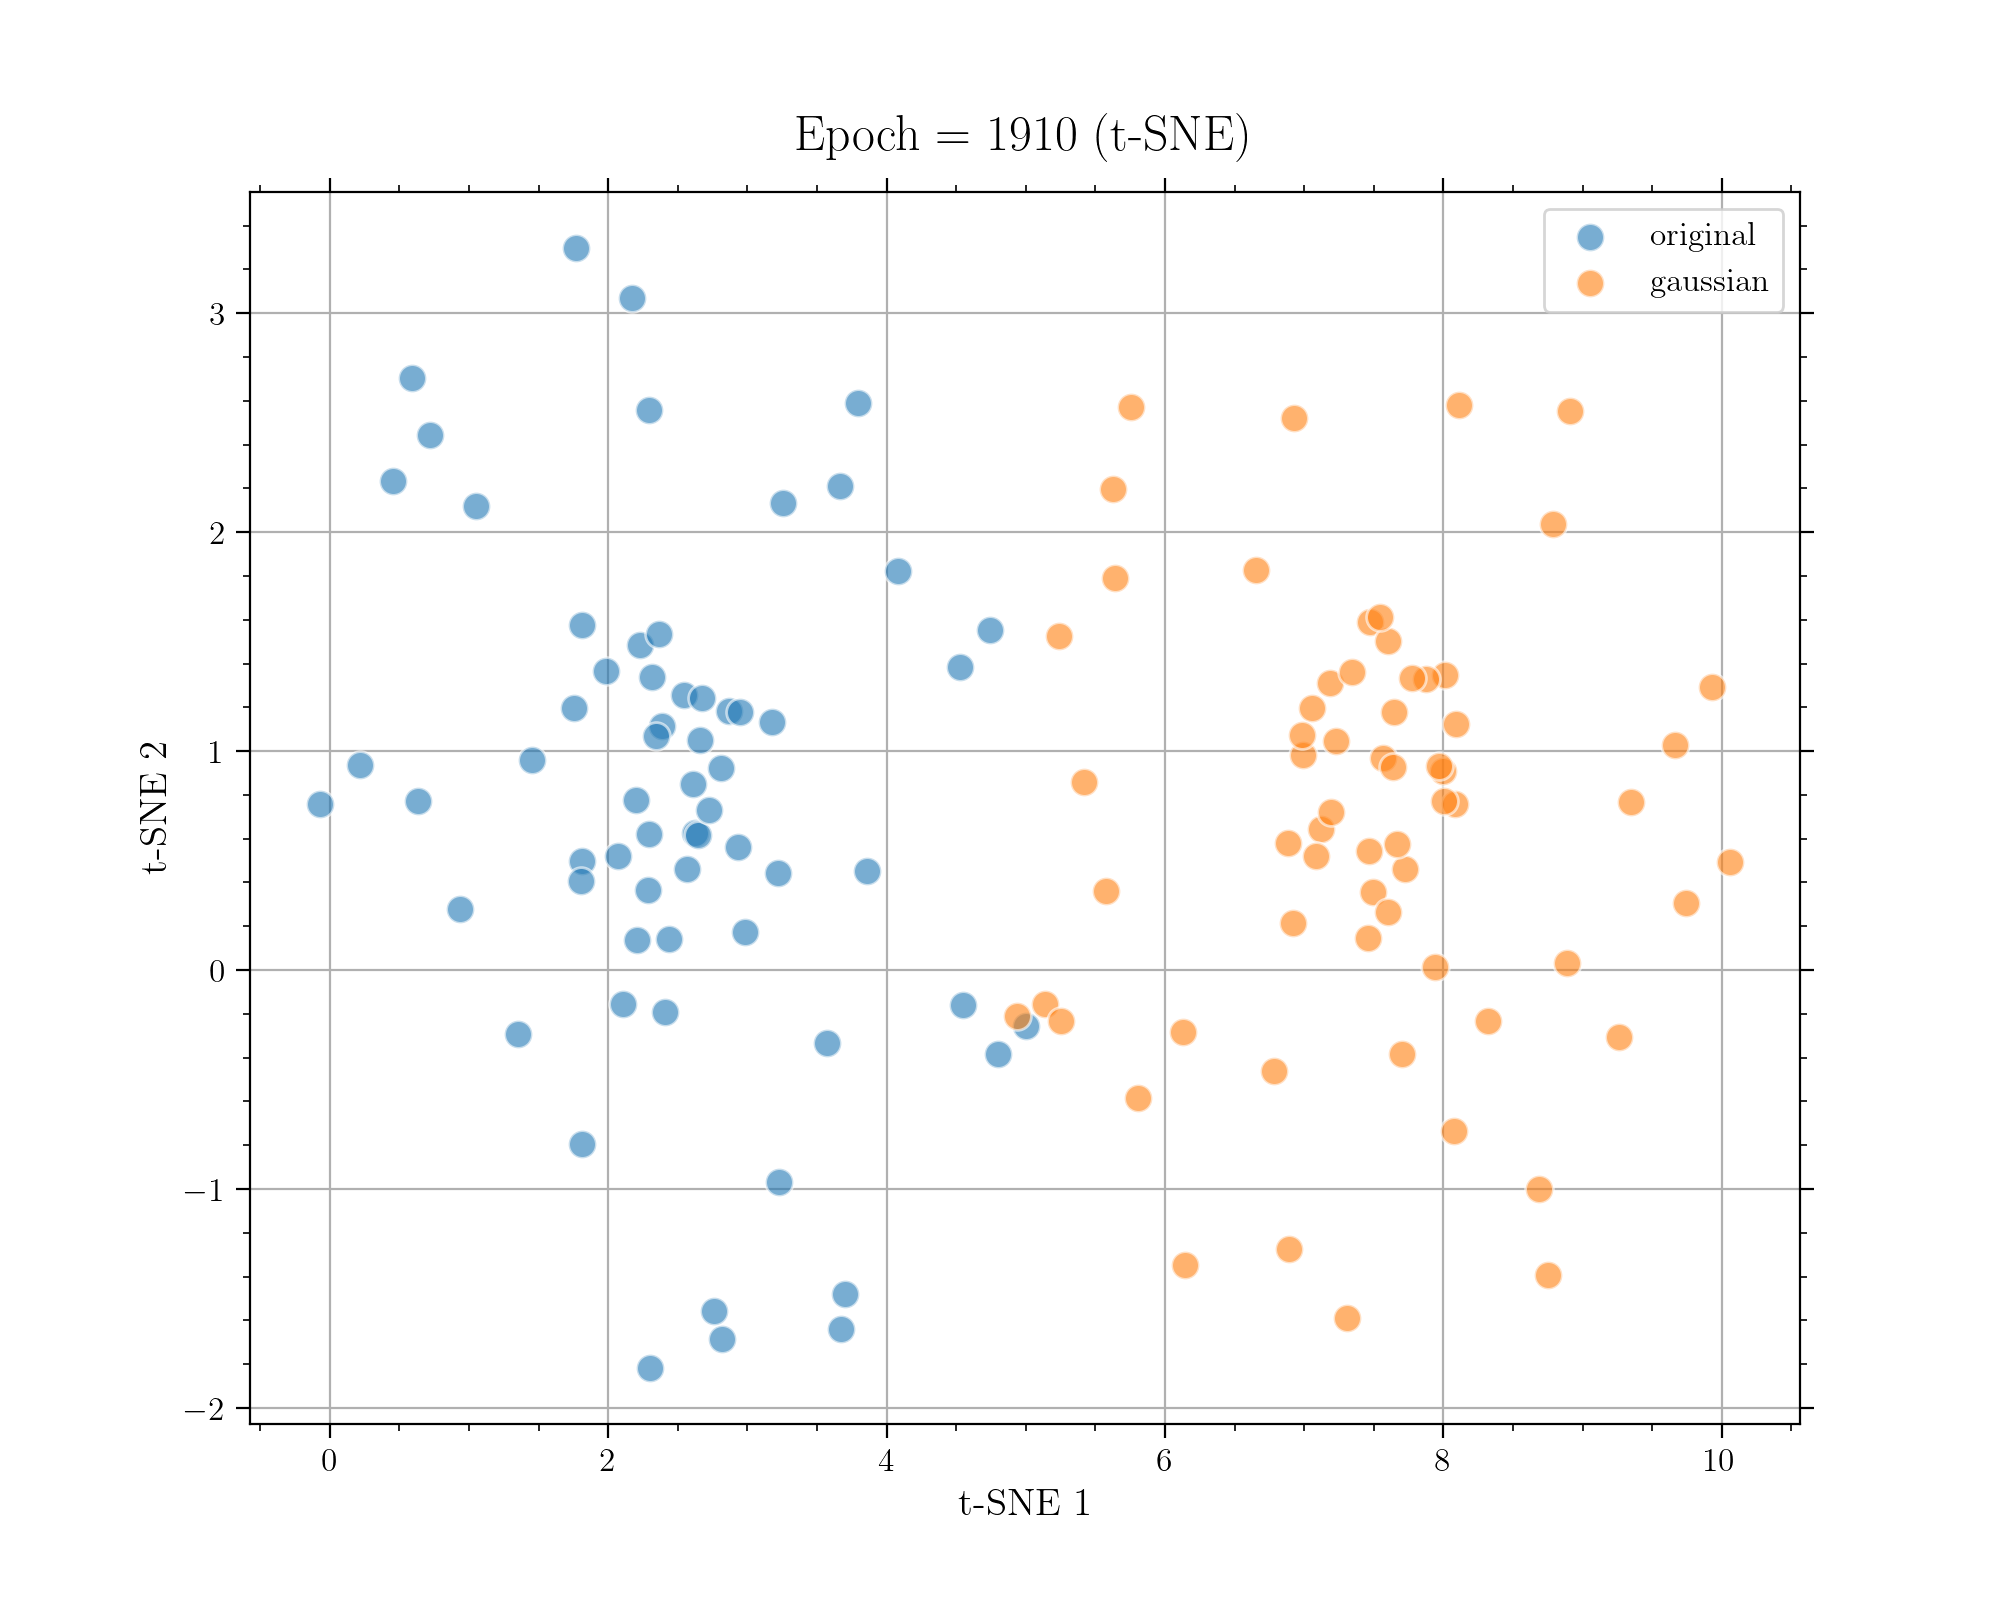 Epoch = 1910 (t-SNE)
original
gaussian
3
2
1
0
−1
−2
t-SNE 2
0 2 4 6 8 10
t-SNE 1